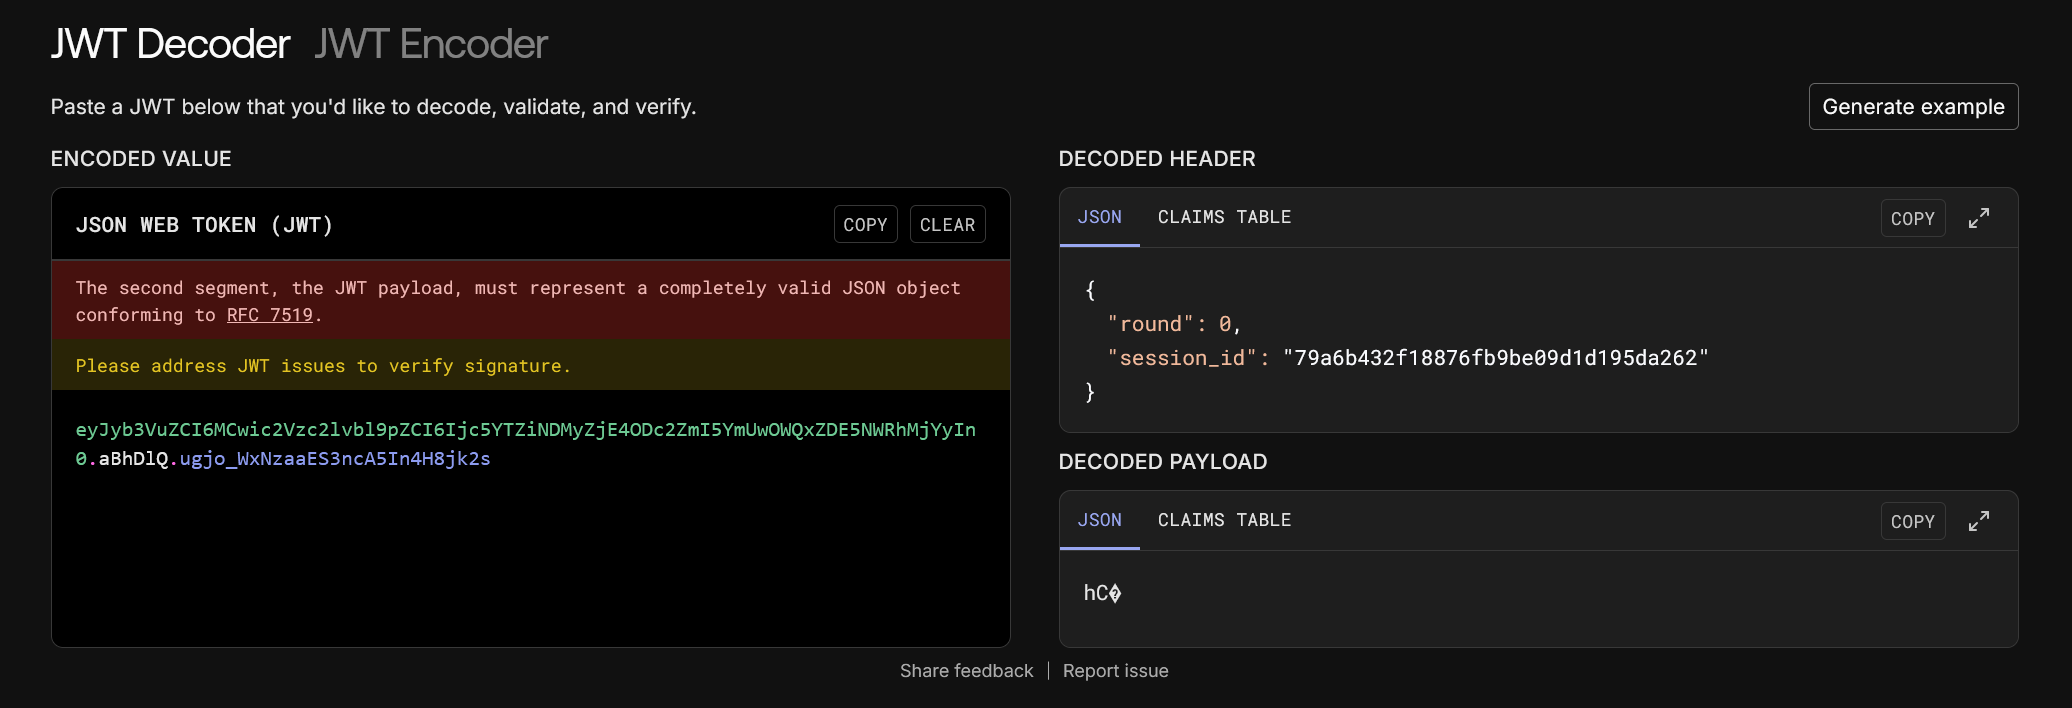 JWT Decoder JWT Encoder
Paste a JWT below that you'd like to decode, validate, and verify.
Generate example
ENCODED VALUE
JSON WEB TOKEN (JWT)
COPY
CLEAR
The second segment, the JWT payload, must represent a completely valid JSON object
conforming to RFC 7519.
Please address JWT issues to verify signature.
eyJyb3VuZCI6MCwic2Vzc2lvbl9pZCI6Ijc5YTZiNDMyZjE4ODc2ZmI5YmUwOWQxZDE5NWRhMjYyIn
0.aBhDlQ.ugjo_WxNzaaES3ncA5In4H8jk2s
DECODED HEADER
JSON
CLAIMS TABLE
COPY
{
"round": 0,
"session_id": "79a6b432f18876fb9be09d1d195da262"
}
DECODED PAYLOAD
JSON
CLAIMS TABLE
COPY
hC�
Share feedback | Report issue